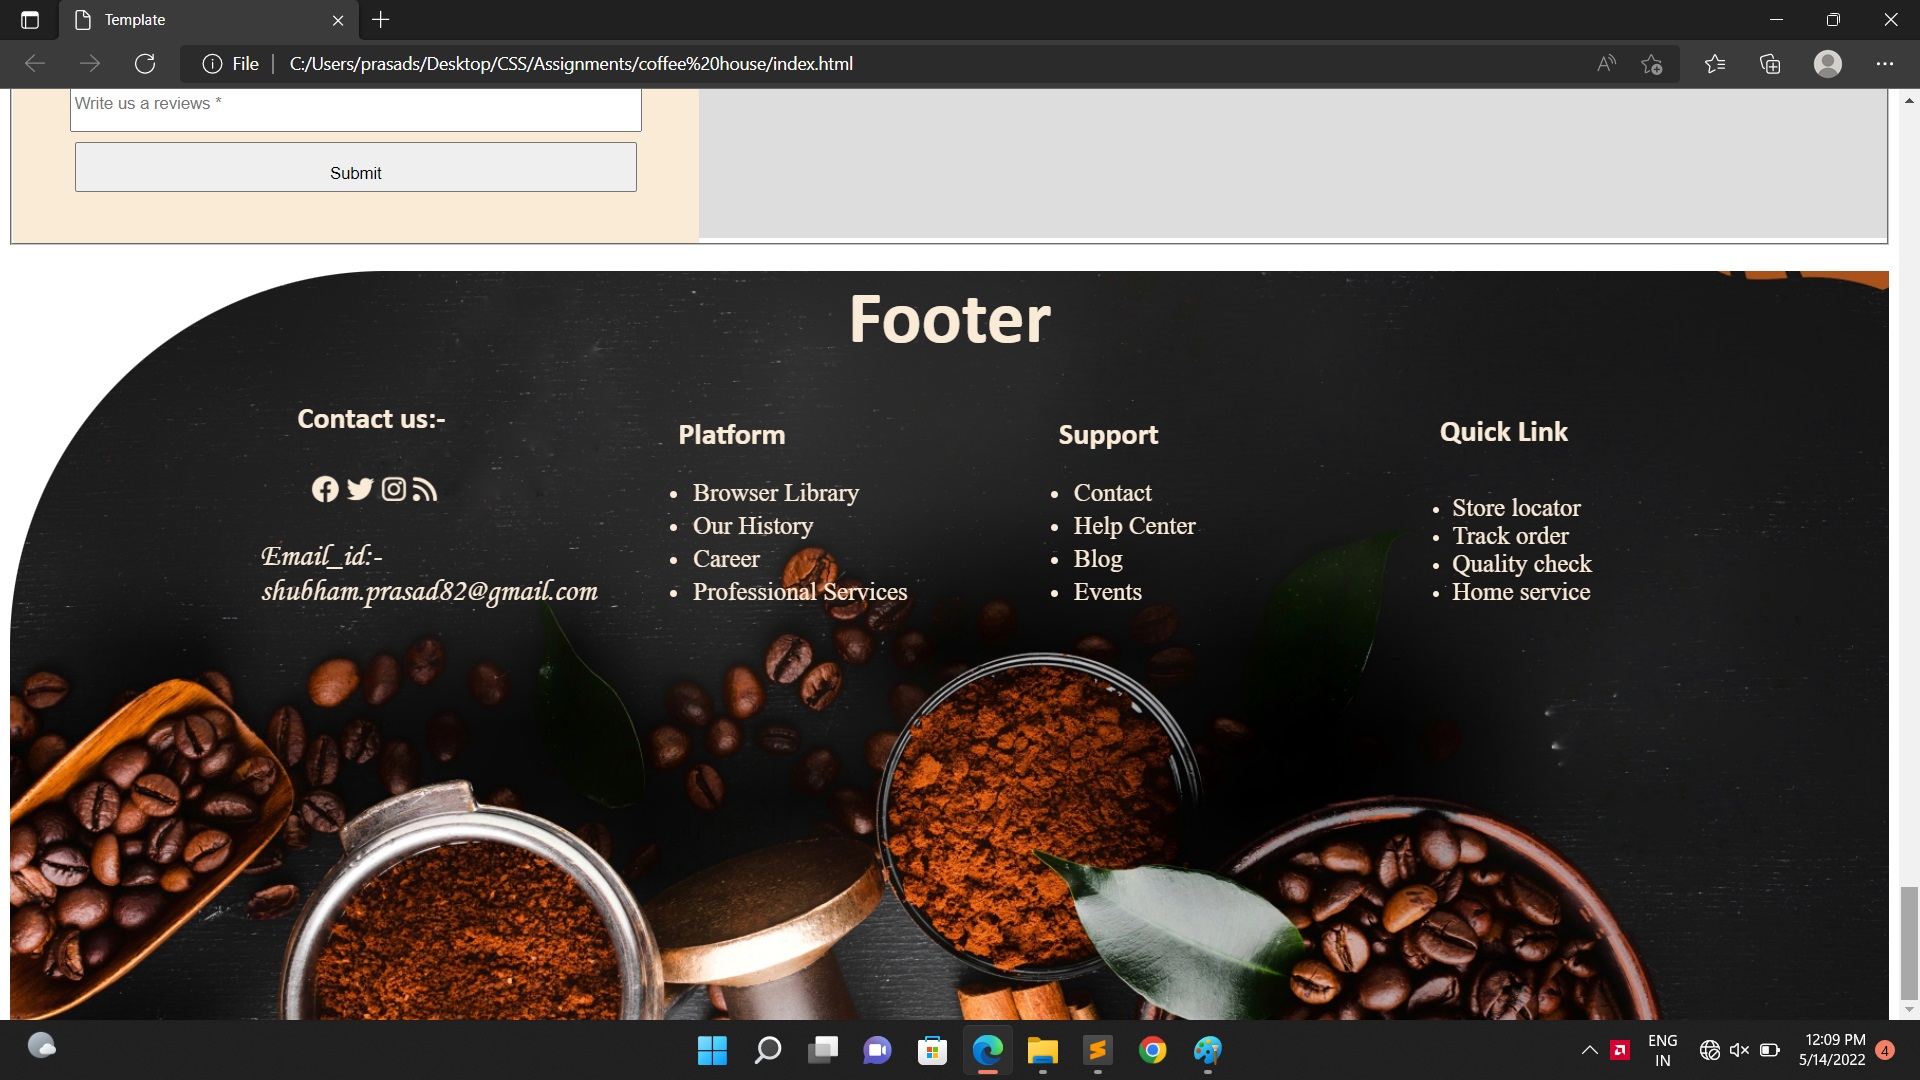 Template
File
C:/Users/prasads/Desktop/CSS/Assignments/coffee%20house/index.html
Write us a reviews *
Submit
Footer
Contact us:-
Email_id:-
shubham.prasad82@gmail.com
Platform
Browser Library
Our History
Career
Professional Services
Support
Contact
Help Center
Blog
Events
Quick Link
Store locator
Track order
Quality check
Home service
ENG
IN
12:09 PM
5/14/2022
4